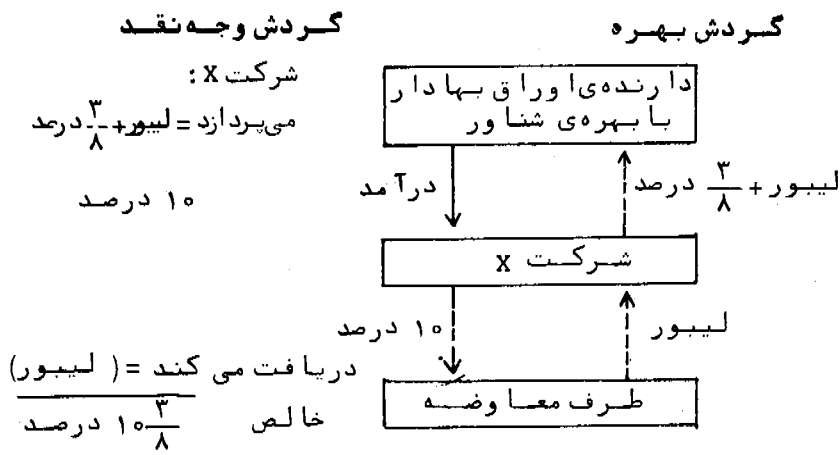 گردش بهره
گردش وجه نقد
دارنده‌ی اوراق بهادار
با بهره‌ی شناور
درآمد
لیبور + ۳/۸ درصد
شرکت X
۱۰ درصد
لیبور
طرف معاوضه
شرکت X :
می‌پردازد = لیبور + ۳/۸ درصد
۱۰ درصد
دریافت می کند = ( لیبور)
خالص ۱۰ ۳/۸ درصد